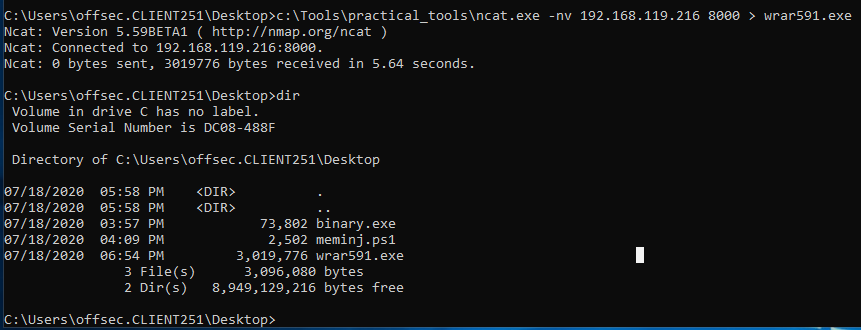 C:\Users\offsec.CLIENT251\Desktop>c:\Tools\practical_tools\ncat.exe -nv 192.168.119.216 8000 > wrar591.exe
Ncat: Version 5.59BETA1 ( http://nmap.org/ncat )
Ncat: Connected to 192.168.119.216:8000.
Ncat: 0 bytes sent, 3019776 bytes received in 5.64 seconds.
C:\Users\offsec.CLIENT251\Desktop>dir
 Volume in drive C has no label.
 Volume Serial Number is DC08-488F
 Directory of C:\Users\offsec.CLIENT251\Desktop
07/18/2020  05:58 PM    <DIR>          .
07/18/2020  05:58 PM    <DIR>          ..
07/18/2020  03:57 PM            73,802 binary.exe
07/18/2020  04:09 PM             2,502 meminj.ps1
07/18/2020  06:54 PM         3,019,776 wrar591.exe
               3 File(s)      3,096,080 bytes
               2 Dir(s)   8,949,129,216 bytes free
C:\Users\offsec.CLIENT251\Desktop>